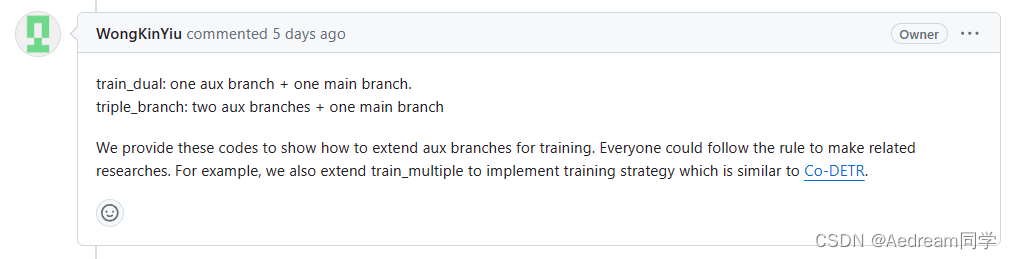 WongKinYiu commented 5 days ago Owner ...
train_dual: one aux branch + one main branch.
triple_branch: two aux branches + one main branch
We provide these codes to show how to extend aux branches for training. Everyone could follow the rule to make related
researches. For example, we also extend train_multiple to implement training strategy which is similar to Co-DETR.
CSDN @Aedream同学